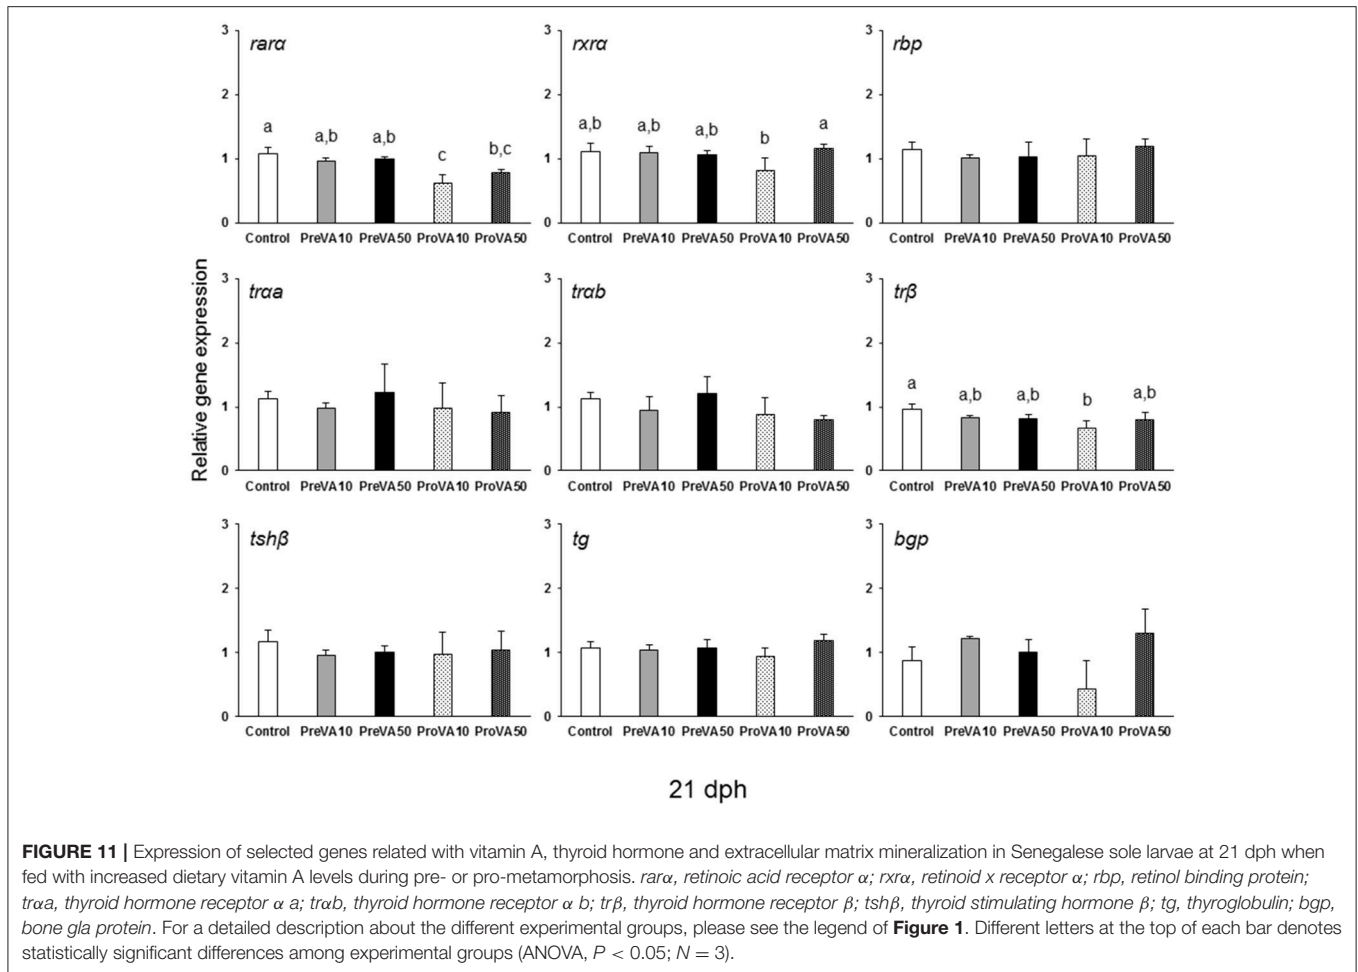 rarα
3
2
1
0
a
a,b
a,b
c
b,c
Control PreVA10 PreVA50 ProVA10 ProVA50
rxrα
3
2
1
0
a,b
a,b
a,b
b
a
Control PreVA10 PreVA50 ProVA10 ProVA50
rbp
3
2
1
0
Control PreVA10 PreVA50 ProVA10 ProVA50
Relative gene expression
trαa
3
2
1
0
Control PreVA10 PreVA50 ProVA10 ProVA50
trαb
3
2
1
0
Control PreVA10 PreVA50 ProVA10 ProVA50
trβ
3
2
1
0
a
a,b
a,b
b
a,b
Control PreVA10 PreVA50 ProVA10 ProVA50
tshβ
3
2
1
0
Control PreVA10 PreVA50 ProVA10 ProVA50
tg
3
2
1
0
Control PreVA10 PreVA50 ProVA10 ProVA50
bgp
3
2
1
0
Control PreVA10 PreVA50 ProVA10 ProVA50
21 dph
FIGURE 11 | Expression of selected genes related with vitamin A, thyroid hormone and extracellular matrix mineralization in Senegalese sole larvae at 21 dph when
fed with increased dietary vitamin A levels during pre- or pro-metamorphosis. rarα, retinoic acid receptor α; rxrα, retinoid x receptor α; rbp, retinol binding protein;
trαa, thyroid hormone receptor α a; trαb, thyroid hormone receptor α b; trβ, thyroid hormone receptor β; tshβ, thyroid stimulating hormone β; tg, thyroglobulin; bgp,
bone gla protein. For a detailed description about the different experimental groups, please see the legend of Figure 1. Different letters at the top of each bar denotes
statistically significant differences among experimental groups (ANOVA, P < 0.05; N = 3).